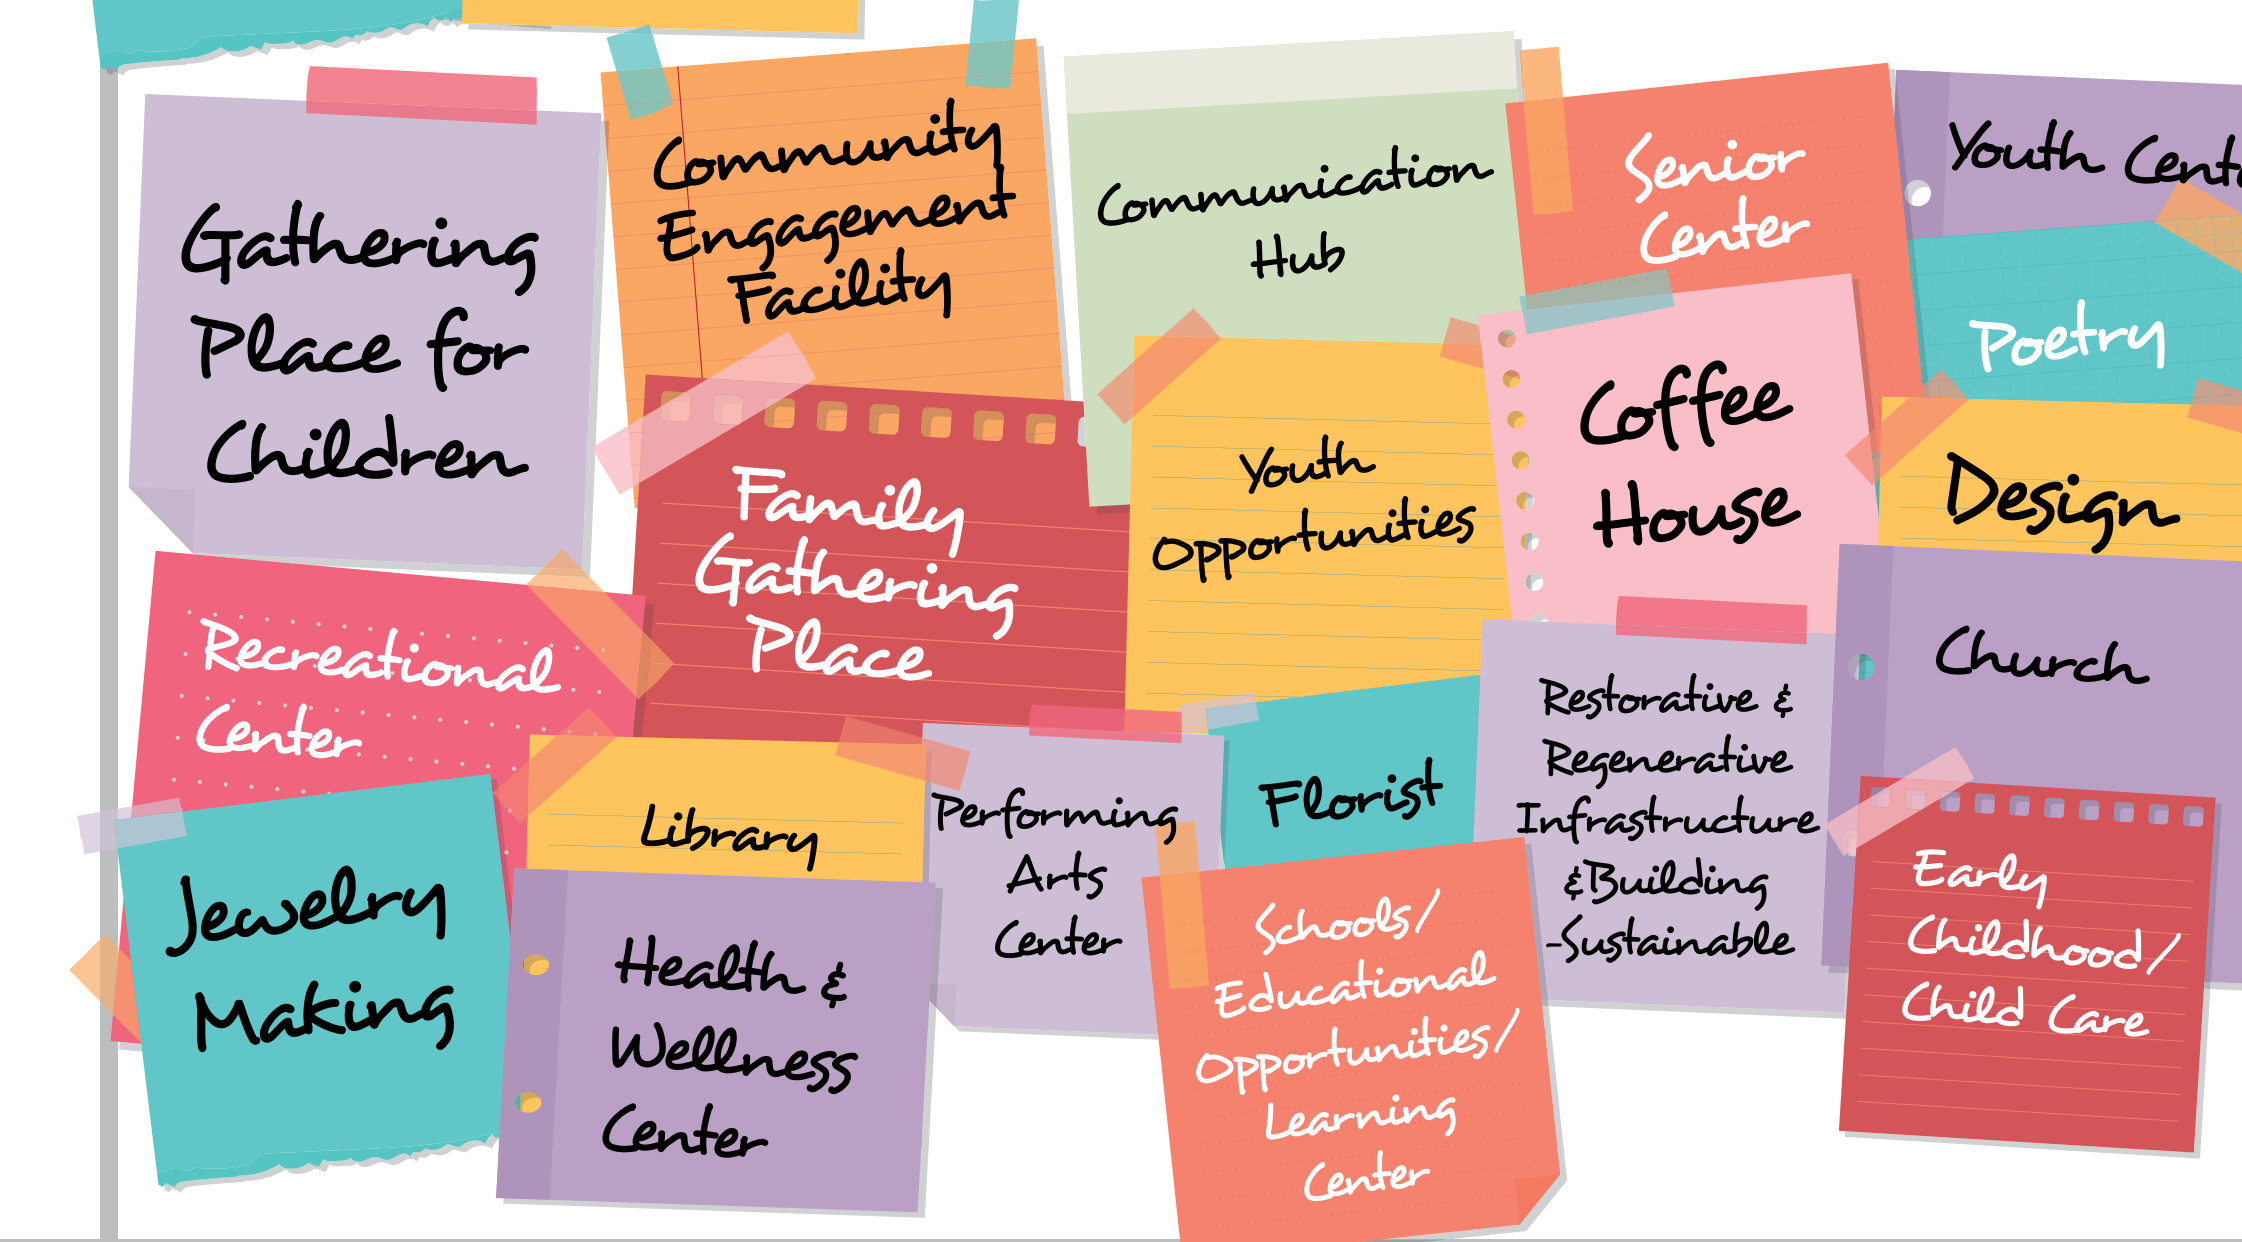 Gathering
Place for
Children
Community
Engagement
Facility
Communication
Hub
Senior
Center
Youth
Poetry
Family
Gathering
Place
Youth
Opportunities
Coffee
House
Design
Recreational
Center
Library
Performing
Arts
Center
Florist
Restorative &
Regenerative
Infrastructure
&Building
-Sustainable
Church
Jewelry
Making
Health &
Wellness
Center
Schools/
Educational
Opportunities/
Learning
Center
Early
Childhood/
Child Care